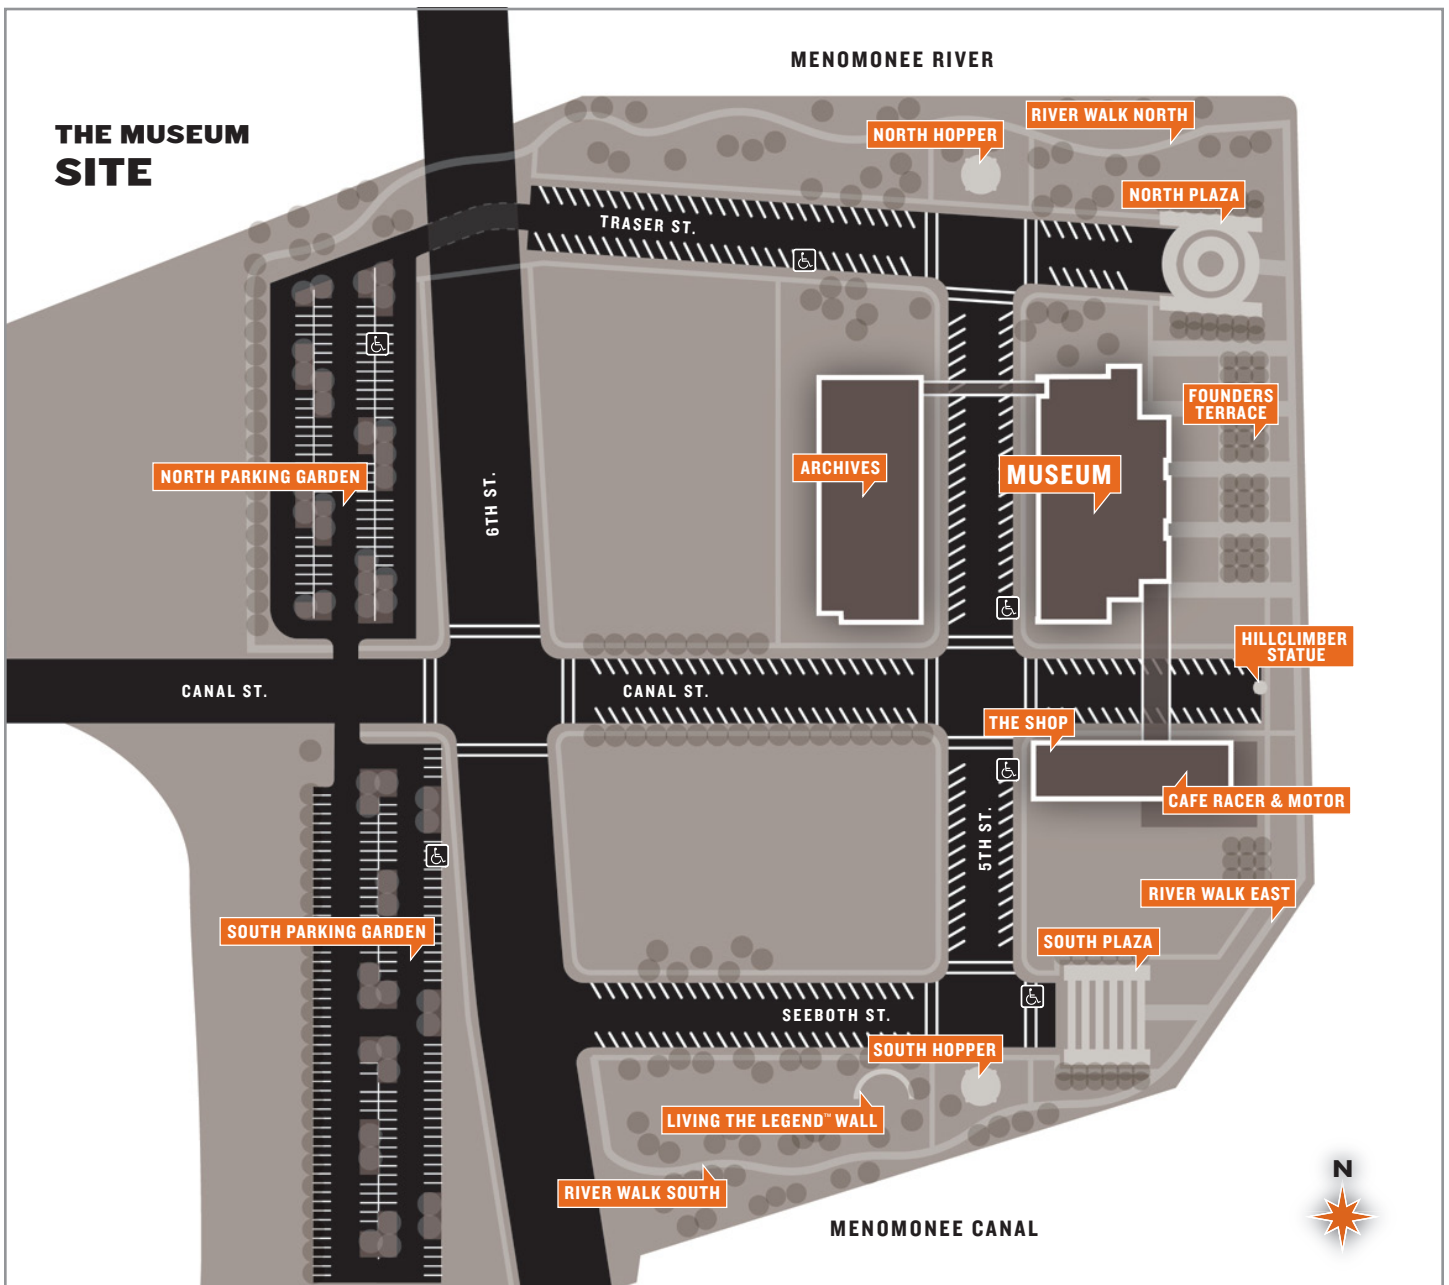 MENOMONEE RIVER
THE MUSEUM
SITE
RIVER WALK NORTH
NORTH HOPPER
NORTH PLAZA
TRASER ST.
FOUNDERS
TERRACE
ARCHIVES
MUSEUM
NORTH PARKING GARDEN
6TH ST.
HILLCLIMBER
STATUE
CANAL ST.
CANAL ST.
THE SHOP
CAFE RACER & MOTOR
5TH ST.
RIVER WALK EAST
SOUTH PARKING GARDEN
SOUTH PLAZA
SEEBOTH ST.
SOUTH HOPPER
LIVING THE LEGEND™ WALL
RIVER WALK SOUTH
N
MENOMONEE CANAL